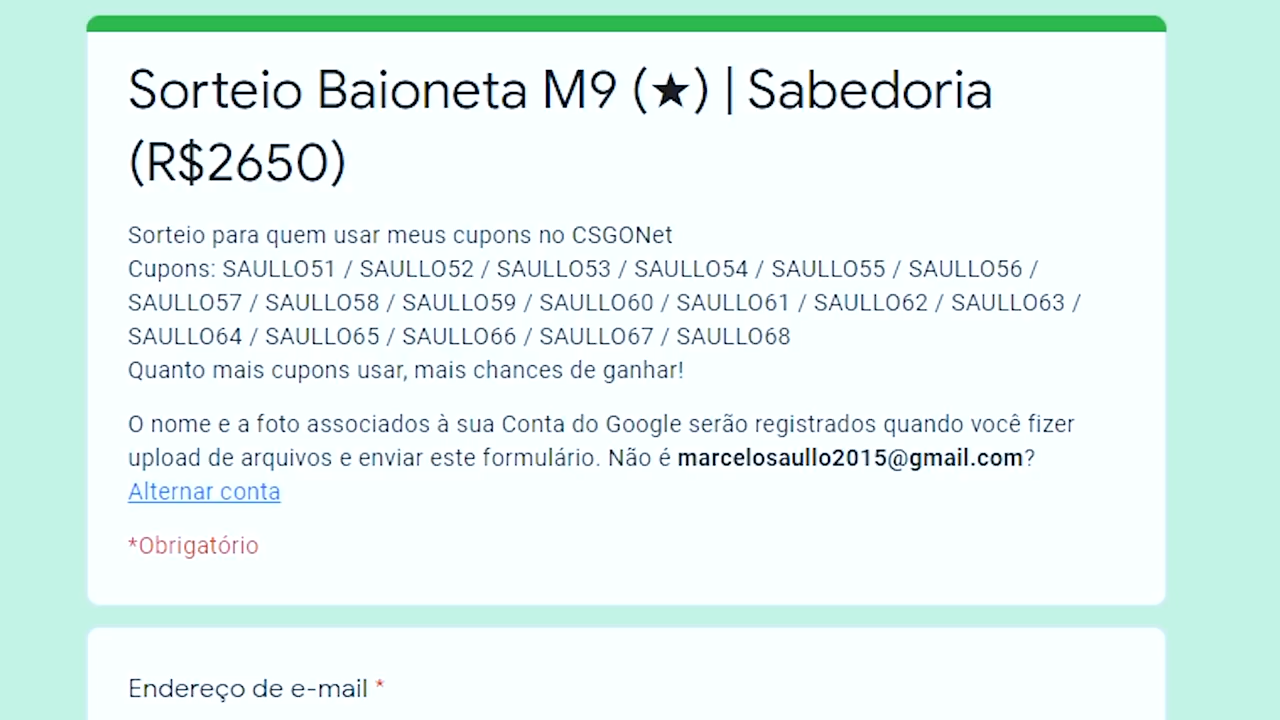 Sorteio Baioneta M9 (★) | Sabedoria
(R$2650)
Sorteio para quem usar meus cupons no CSGONet
Cupons: SAULLO51 / SAULLO52 / SAULLO53 / SAULLO54 / SAULLO55 / SAULLO56 /
SAULLO57 / SAULLO58 / SAULLO59 / SAULLO60 / SAULLO61 / SAULLO62 / SAULLO63 /
SAULLO64 / SAULLO65 / SAULLO66 / SAULLO67 / SAULLO68
Quanto mais cupons usar, mais chances de ganhar!
O nome e a foto associados à sua Conta do Google serão registrados quando você fizer
upload de arquivos e enviar este formulário. Não é marcelosaullo2015@gmail.com?
Alternar conta
*Obrigatório
Endereço de e-mail *